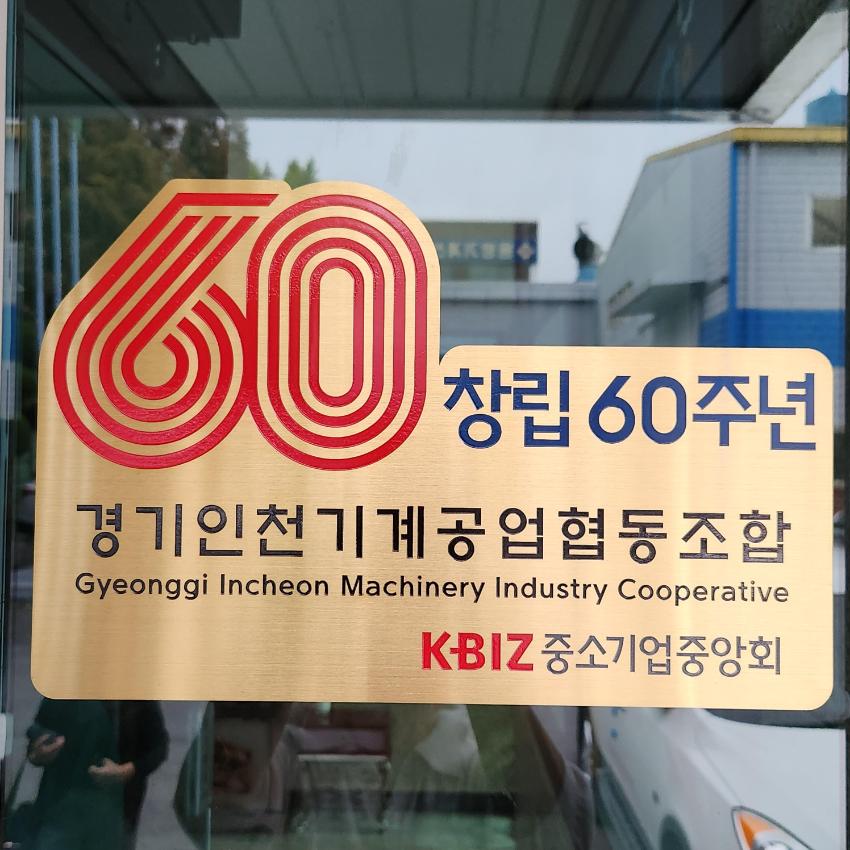 60
창립 60주년
경기인천기계공업협동조합
Gyeonggi Incheon Machinery Industry Cooperative
K-BIZ 중소기업중앙회